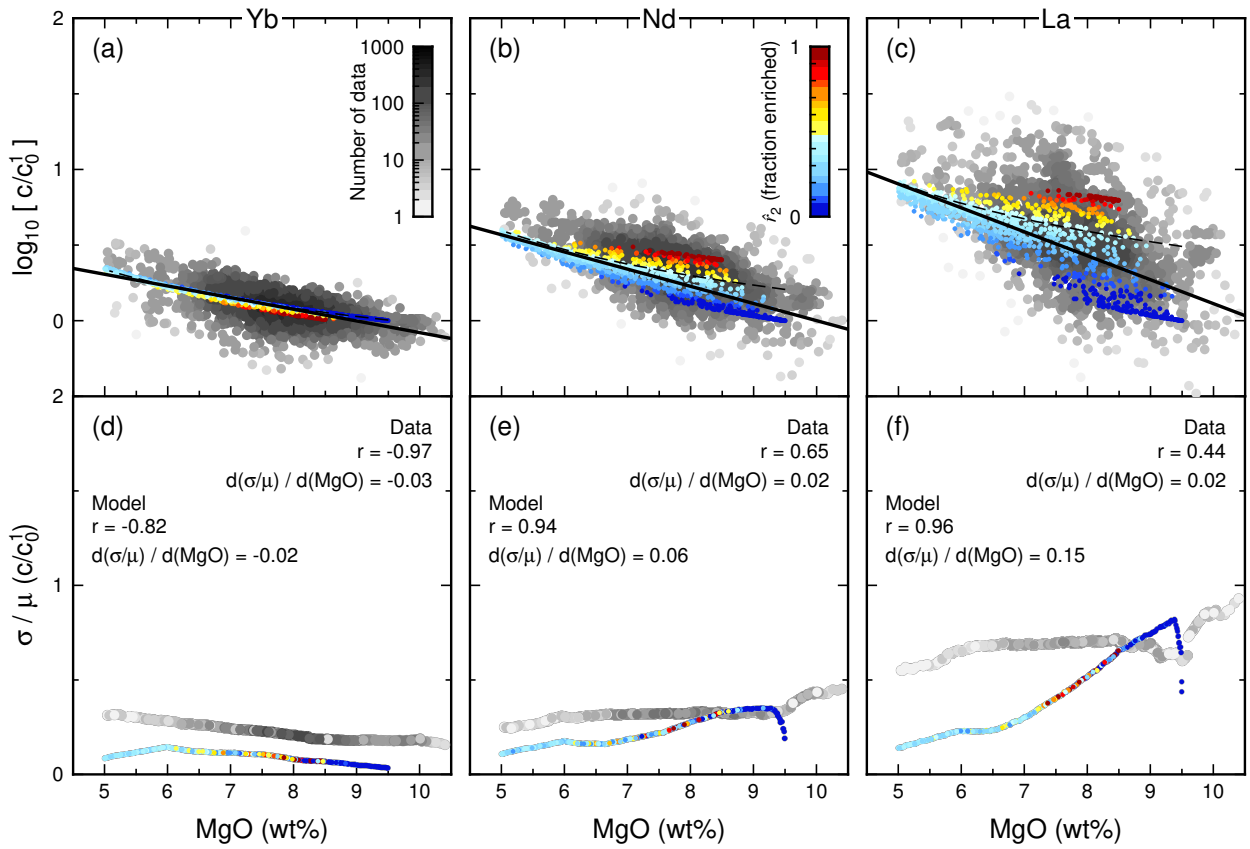 Yb
Nd
La
(a)
(b)
(c)
Number of data
1000
100
10
1
r̂₂ (fraction enriched)
1
0
log₁₀ [ c/c₀¹ ]
2
1
0
(d)
Data
r = -0.97
d(σ/μ) / d(MgO) = -0.03
Model
r = -0.82
d(σ/μ) / d(MgO) = -0.02
(e)
Data
r = 0.65
d(σ/μ) / d(MgO) = 0.02
Model
r = 0.94
d(σ/μ) / d(MgO) = 0.06
(f)
Data
r = 0.44
d(σ/μ) / d(MgO) = 0.02
Model
r = 0.96
d(σ/μ) / d(MgO) = 0.15
σ / μ (c/c₀¹)
2
1
0
5 6 7 8 9 10
5 6 7 8 9 10
5 6 7 8 9 10
MgO (wt%)
MgO (wt%)
MgO (wt%)